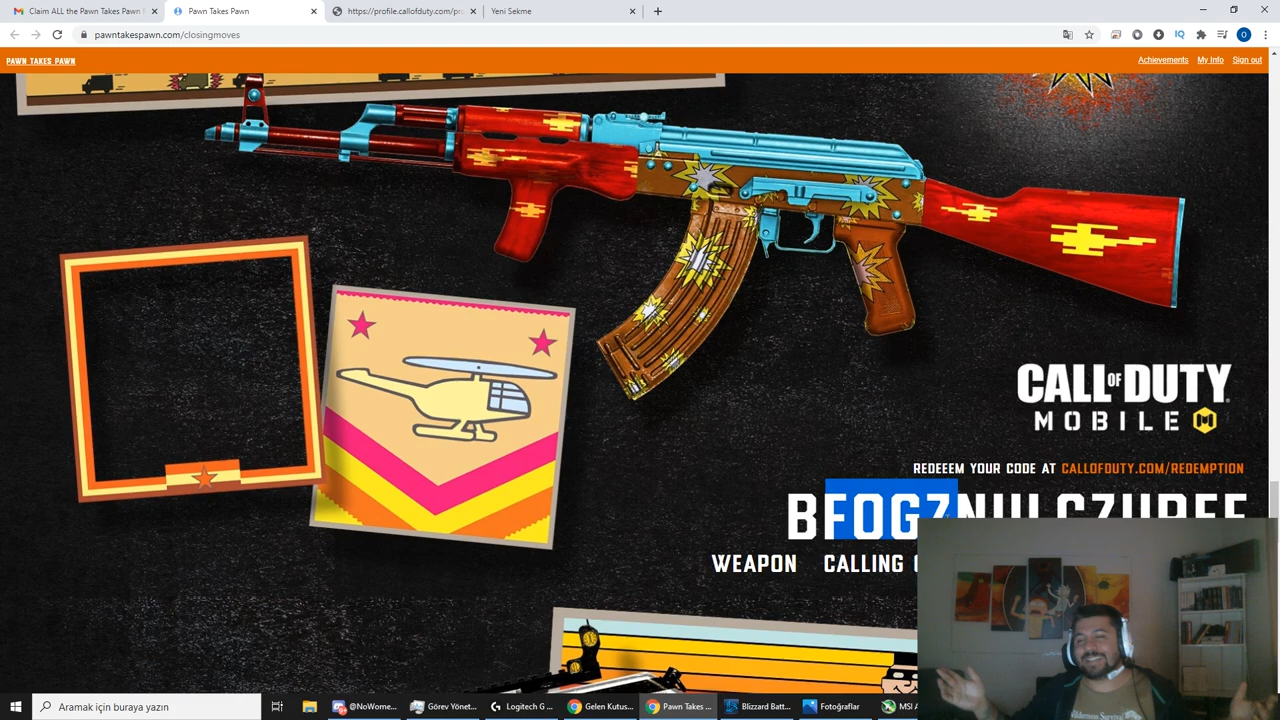 Claim ALL the Pawn Takes Pawn
Pawn Takes Pawn
https://profile.callofduty.com/pro
Yeni Sekme
pawntakespawn.com/closingmoves
PAWN TAKES PAWN
Achievements
My Info
Sign out
CALL OF DUTY
MOBILE
REDEEEM YOUR CODE AT CALLOFDUTY.COM/REDEMPTION
WEAPON CALLING
Aramak için buraya yazın
@NoWome...
Görev Yönet...
Logitech G ...
Gelen Kutus...
Pawn Takes ...
Blizzard Batt...
Fotoğraflar
MSI A